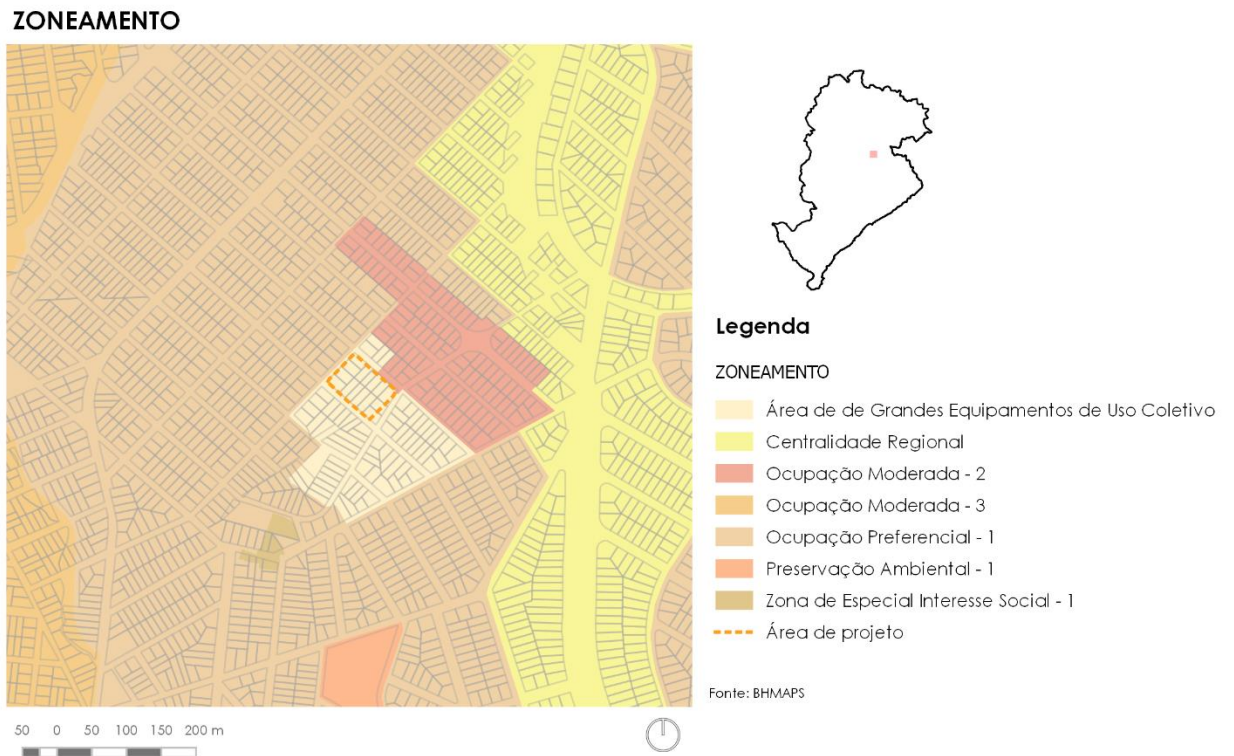 ZONEAMENTO
Legenda
ZONEAMENTO
Área de de Grandes Equipamentos de Uso Coletivo
Centralidade Regional
Ocupação Moderada - 2
Ocupação Moderada - 3
Ocupação Preferencial - 1
Preservação Ambiental - 1
Zona de Especial Interesse Social - 1
Área de projeto
Fonte: BHMAPS
50 0 50 100 150 200 m